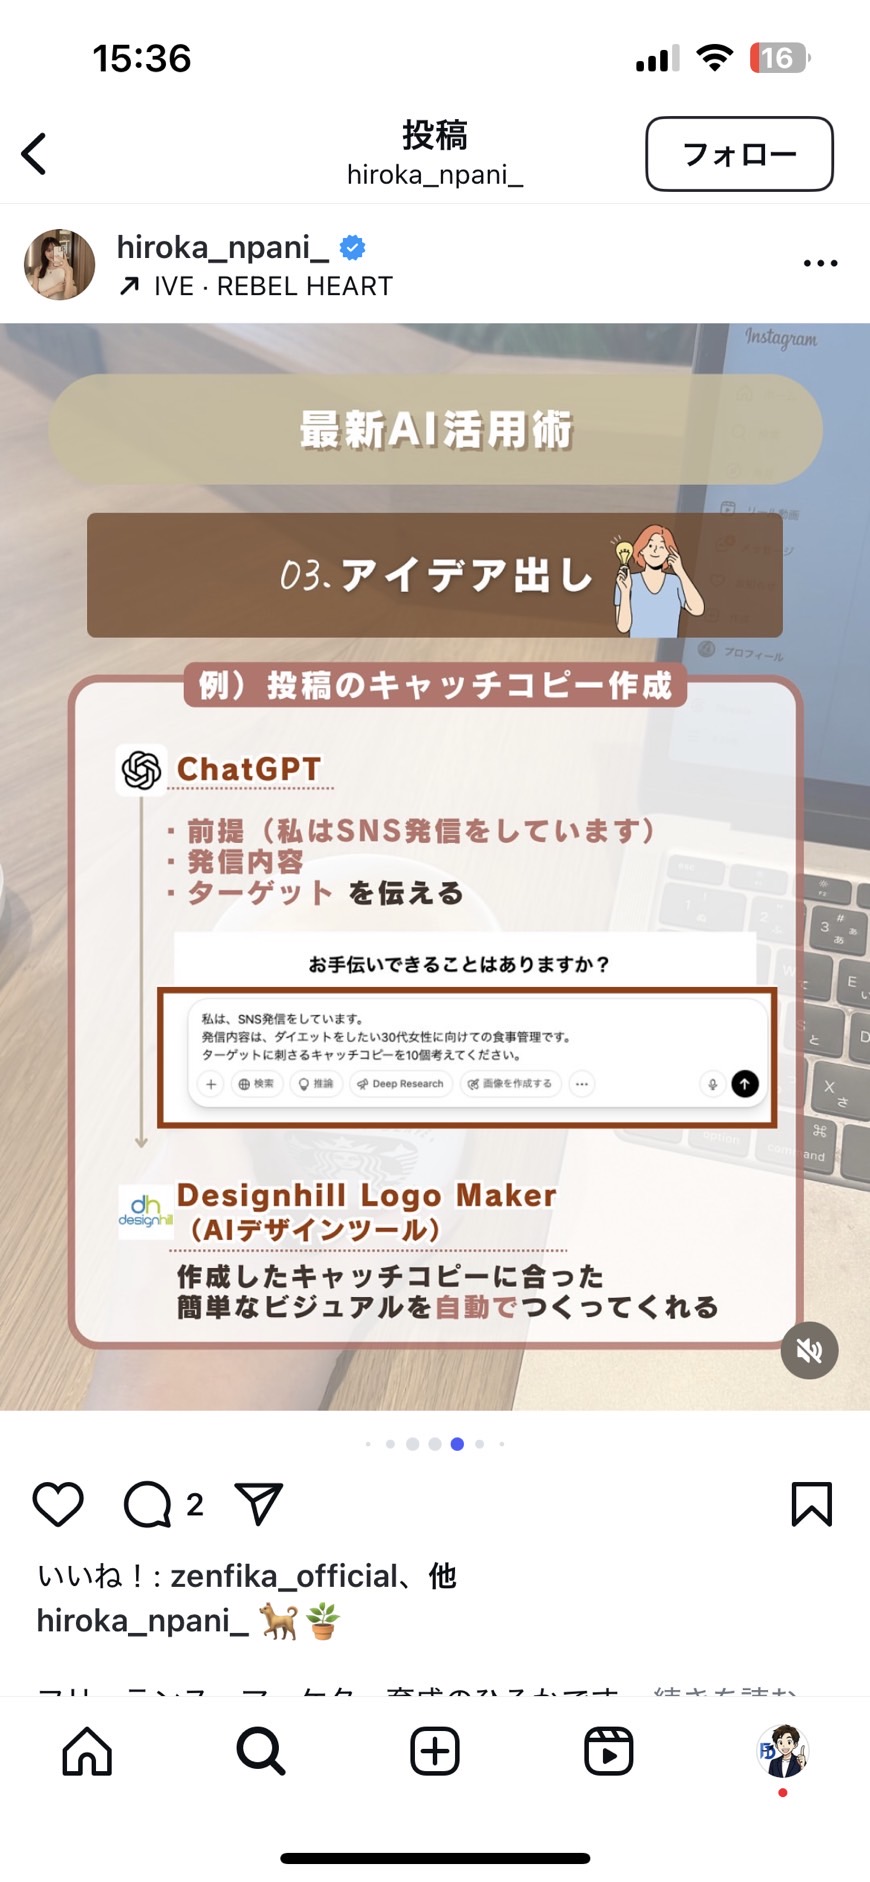 15:36
16
投稿
hiroka_npani_
フォロー
hiroka_npani_
IVE · REBEL HEART
Instagram
最新AI活用術
03.アイデア出し
プロフィール
例）投稿のキャッチコピー作成
ChatGPT
・前提（私はSNS発信をしています）
・発信内容
・ターゲット を伝える
お手伝いできることはありますか？
私は、SNS発信をしています。
発信内容は、ダイエットをしたい30代女性に向けての食事管理です。
ターゲットに刺さるキャッチコピーを10個考えてください。
検索 推論 Deep Research 画像を作成する
dh
designhill
Designhill Logo Maker
（AIデザインツール）
作成したキャッチコピーに合った
簡単なビジュアルを自動でつくってくれる
2
いいね！: zenfika_official、他
hiroka_npani_